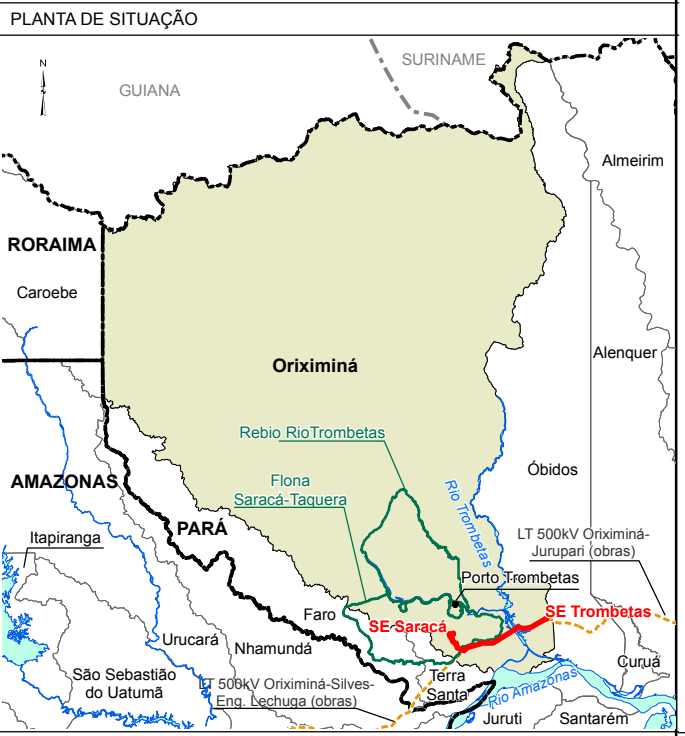 PLANTA DE SITUAÇÃO
N
SURINAME
GUIANA
Almeirim
RORAIMA
Caroebe
Alenquer
Oriximiná
Rebio RioTrombetas
Óbidos
Flona
Saracá-Taquera
AMAZONAS
Rio Trombetas
PARÁ
LT 500kV Oriximiná-
Jurupari (obras)
Itapiranga
Porto Trombetas
Faro
SE Saracá
SE Trombetas
Urucará
Nhamundá
Curuá
São Sebastião
do Uatumã
Terra
Santa
LT 500kV Oriximiná-Silves-
Eng. Lechuga (obras)
Rio Amazonas
Juruti
Santarém